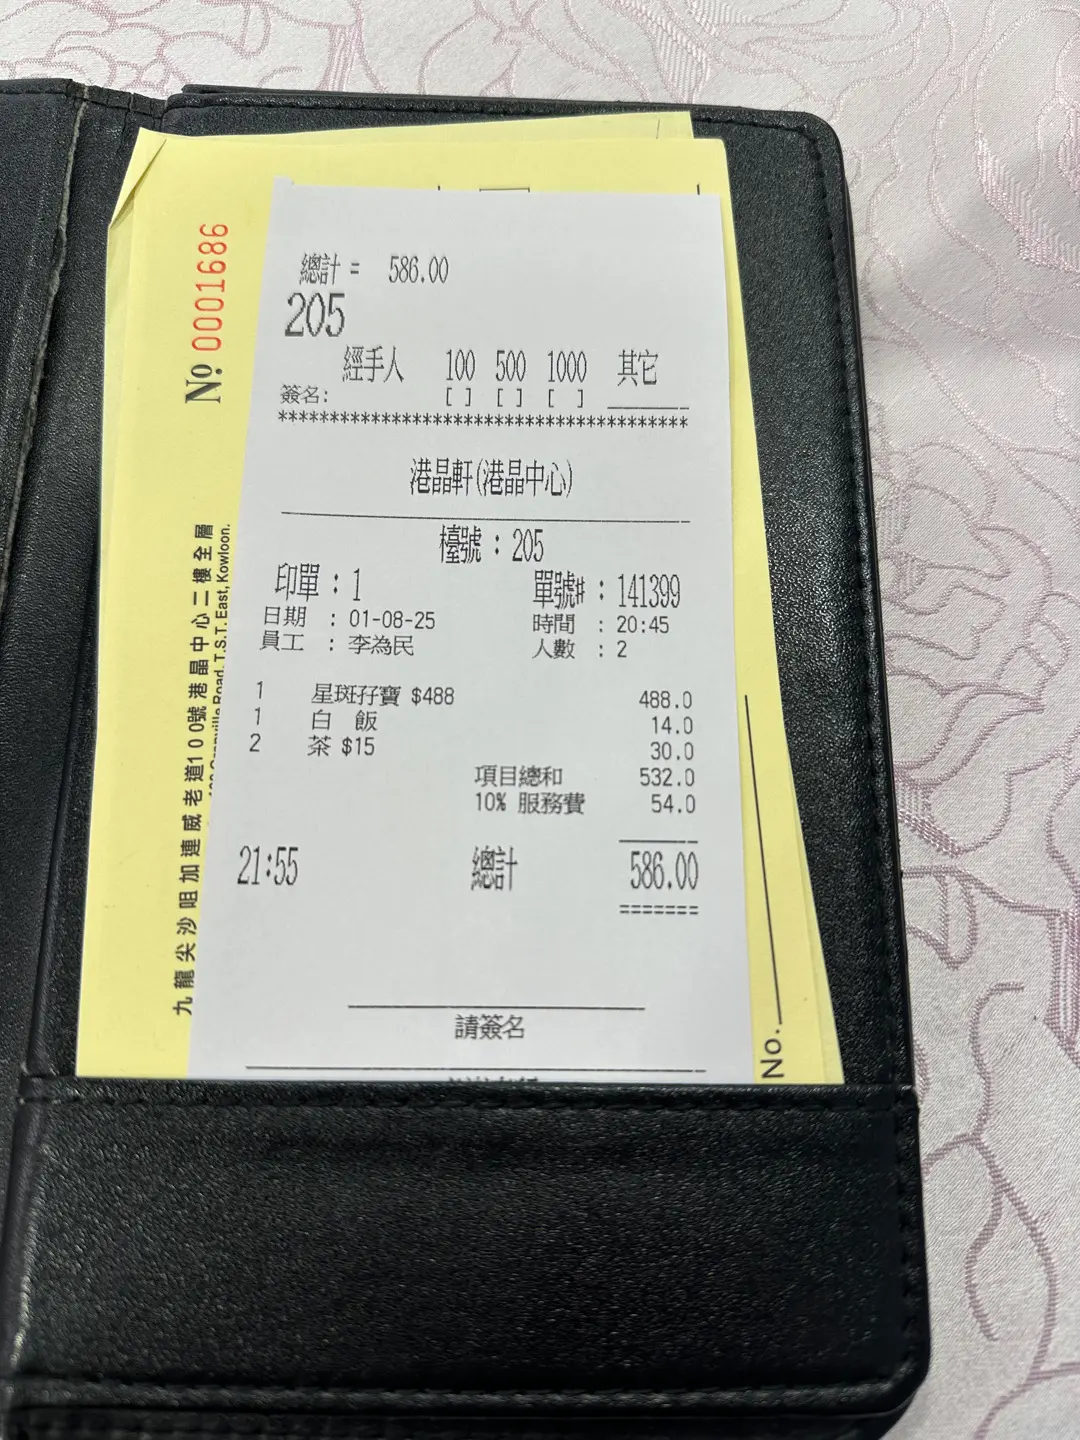 總計 = 586.00
205
經手人 100 500 1000 其它
簽名: [ ] [ ] [ ] ________
****************************************
港晶軒(港晶中心)
檯號 : 205
印單 : 1 單號# : 141399
日期 : 01-08-25 時間 : 20:45
員工 : 李為民 人數 : 2
1 星斑孖寶 $488 488.0
1 白 飯 14.0
2 茶 $15 30.0
項目總和 532.0
10% 服務費 54.0
21:55 總計 586.00
=======
請簽名
Nº 0001686
九龍尖沙咀加連威老道100號港晶中心二樓全層
Granville Road, T.S.T. East, Kowloon.
No.